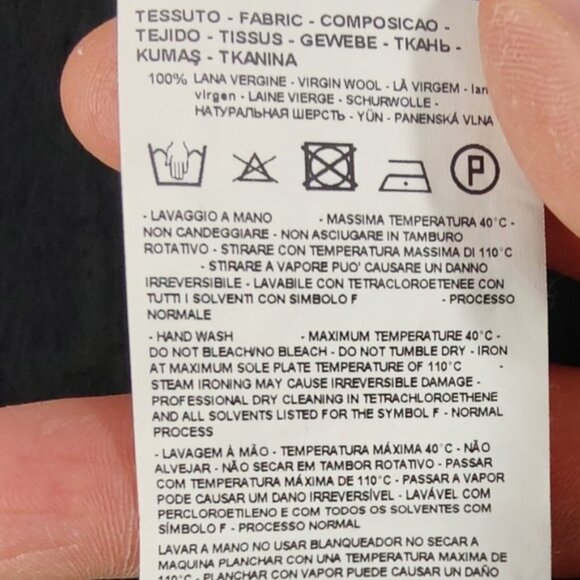 TESSUTO - FABRIC - COMPOSICAO -
TEJIDO - TISSUS - GEWEBE - ТКАНЬ -
KUMAŞ - TKANINA
100% LANA VERGINE - VIRGIN WOOL - LÃ VIRGEM -
virgen - LAINE VIERGE - SCHURWOLLE -
НАТУРАЛЬНАЯ ШЕРСТЬ - YÜN - PANENSKÁ VLNA
P
- LAVAGGIO A MANO - MASSIMA TEMPERATURA 40°C -
NON CANDEGGIARE - NON ASCIUGARE IN TAMBURO
ROTATIVO - STIRARE CON TEMPERATURA MASSIMA DI 110°C
- STIRARE A VAPORE PUO' CAUSARE UN DANNO
IRREVERSIBILE - LAVABILE CON TETRACLOROETENEE CON
TUTTI I SOLVENTI CON SIMBOLO F - PROCESSO
NORMALE
- HAND WASH - MAXIMUM TEMPERATURE 40°C -
DO NOT BLEACH/NO BLEACH - DO NOT TUMBLE DRY - IRON
AT MAXIMUM SOLE PLATE TEMPERATURE OF 110°C -
STEAM IRONING MAY CAUSE IRREVERSIBLE DAMAGE -
PROFESSIONAL DRY CLEANING IN TETRACHLOROETHENE
AND ALL SOLVENTS LISTED FOR THE SYMBOL F - NORMAL
PROCESS
- LAVAGEM À MÃO - TEMPERATURA MÁXIMA 40°C - NÃO
ALVEJAR - NÃO SECAR EM TAMBOR ROTATIVO - PASSAR
COM TEMPERATURA MÁXIMA DE 110°C - PASSAR A VAPOR
PODE CAUSAR UM DANO IRREVERSÍVEL - LAVÁVEL COM
PERCLOROETILENO E COM TODOS OS SOLVENTES COM
SÍMBOLO F - PROCESSO NORMAL
LAVAR A MANO NO USAR BLANQUEADOR NO SECAR A
MAQUINA PLANCHAR CON UNA TEMPERATURA MAXIMA DE
110°C - PLANCHAR CON VAPOR PUEDE CAUSAR UN DAÑO